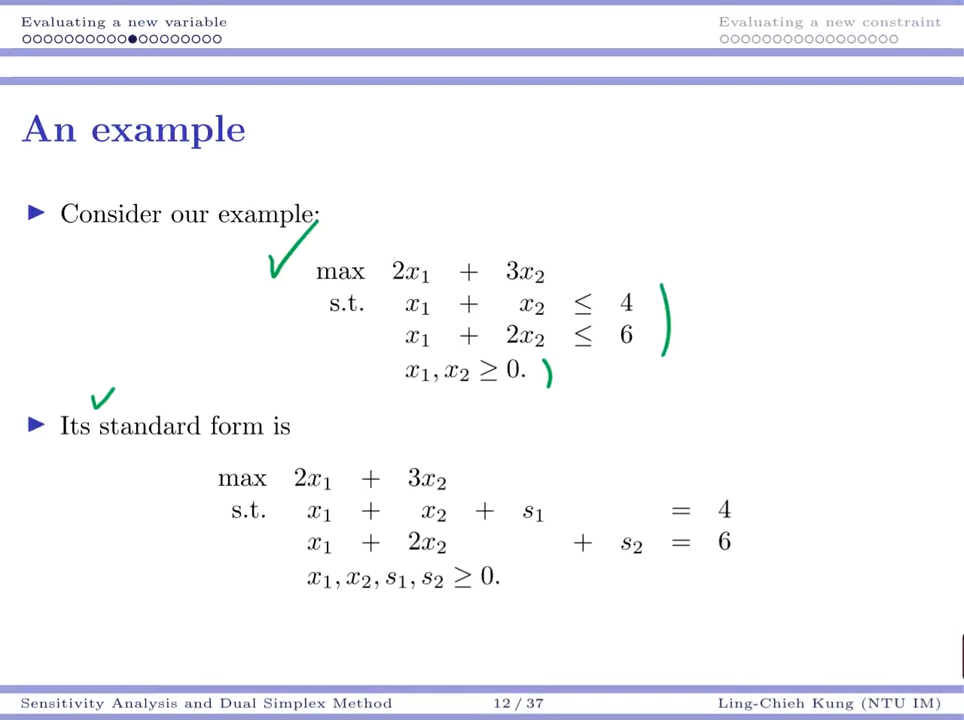 Evaluating a new variable Evaluating a new constraint
An example
Consider our example:
max 2x₁ + 3x₂
s.t. x₁ + x₂ ≤ 4
x₁ + 2x₂ ≤ 6
x₁, x₂ ≥ 0.
Its standard form is
max 2x₁ + 3x₂
s.t. x₁ + x₂ + s₁ = 4
x₁ + 2x₂ + s₂ = 6
x₁, x₂, s₁, s₂ ≥ 0.
Sensitivity Analysis and Dual Simplex Method 12 / 37 Ling-Chieh Kung (NTU IM)